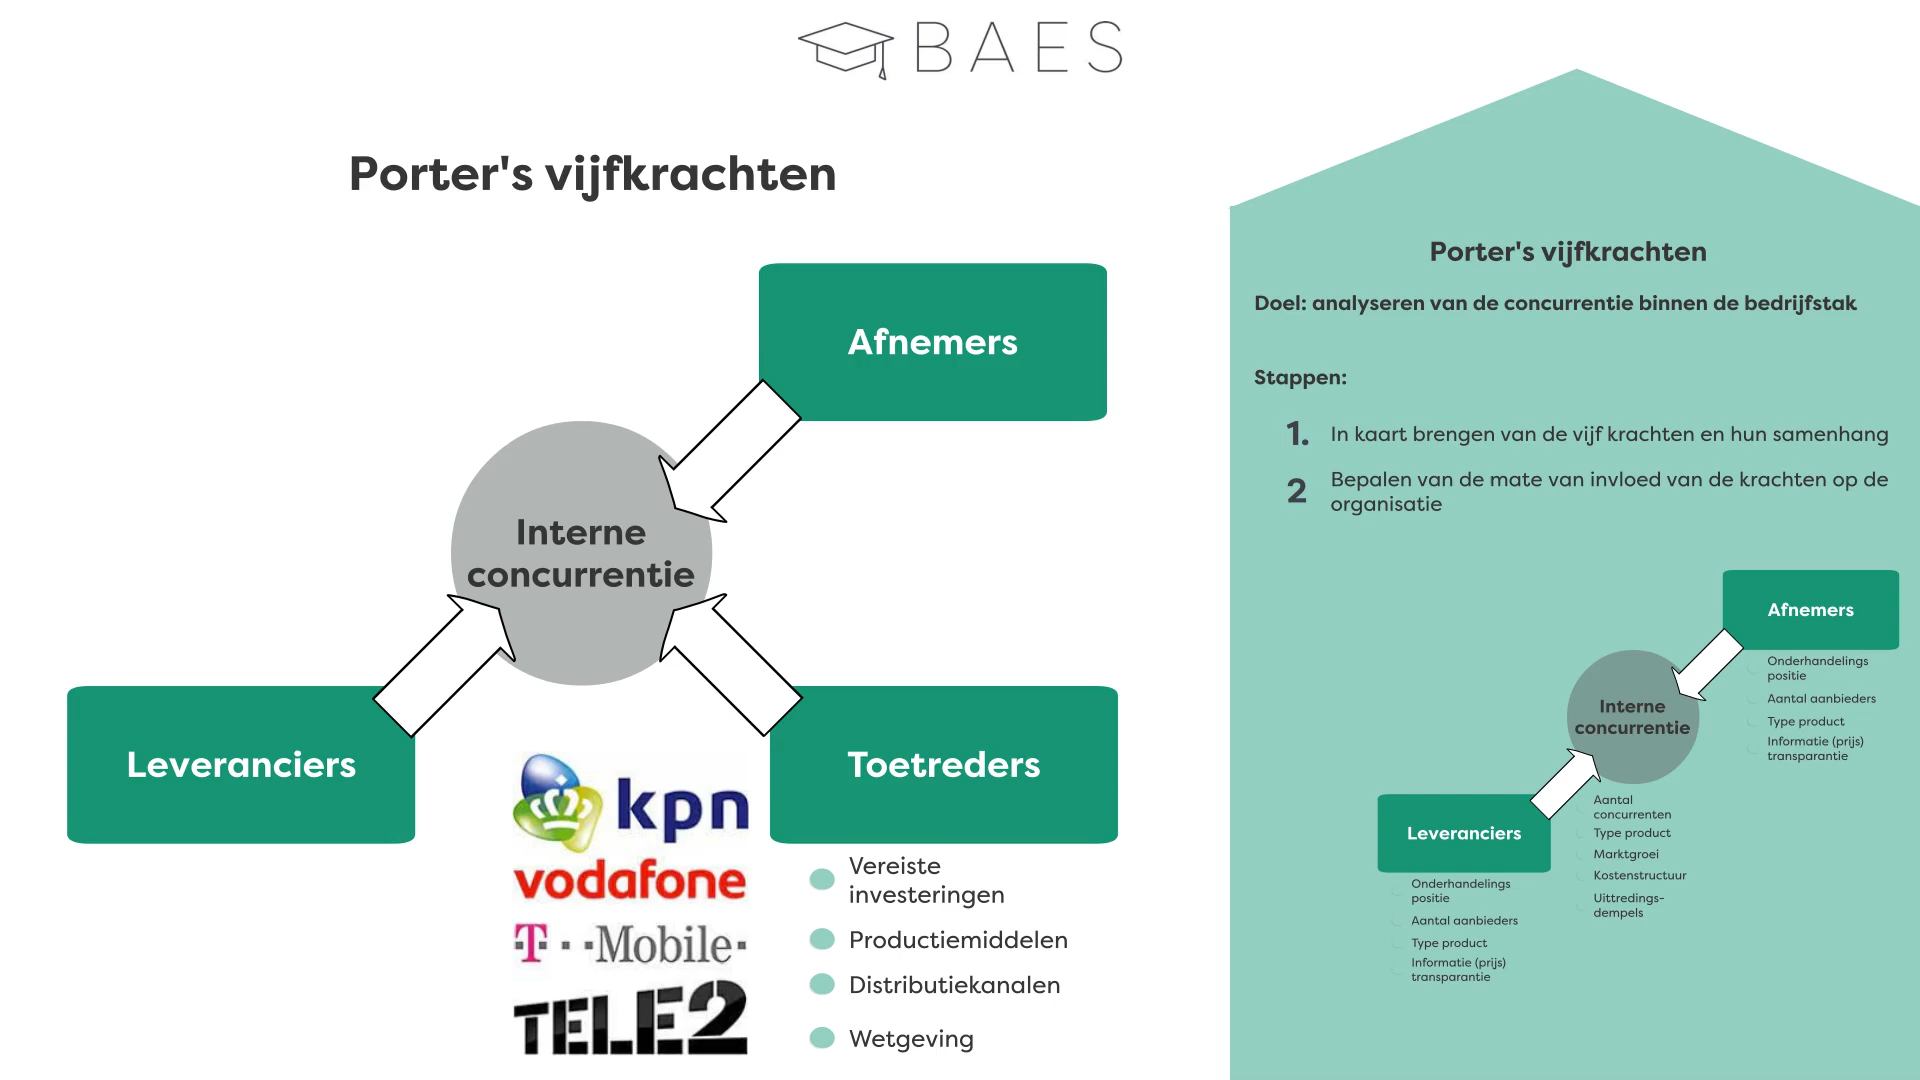 BAES
Porter's vijfkrachten
Afnemers
Interne
concurrentie
Leveranciers
Toetreders
kpn
vodafone
T··Mobile·
TELE2
Vereiste
investeringen
Productiemiddelen
Distributiekanalen
Wetgeving
Porter's vijfkrachten
Doel: analyseren van de concurrentie binnen de bedrijfstak
Stappen:
1. In kaart brengen van de vijf krachten en hun samenhang
2 Bepalen van de mate van invloed van de krachten op de
organisatie
Afnemers
Onderhandelings
positie
Aantal aanbieders
Type product
Informatie (prijs)
transparantie
Interne
concurrentie
Aantal
concurrenten
Type product
Marktgroei
Kostenstructuur
Uittredings-
dempels
Leveranciers
Onderhandelings
positie
Aantal aanbieders
Type product
Informatie (prijs)
transparantie